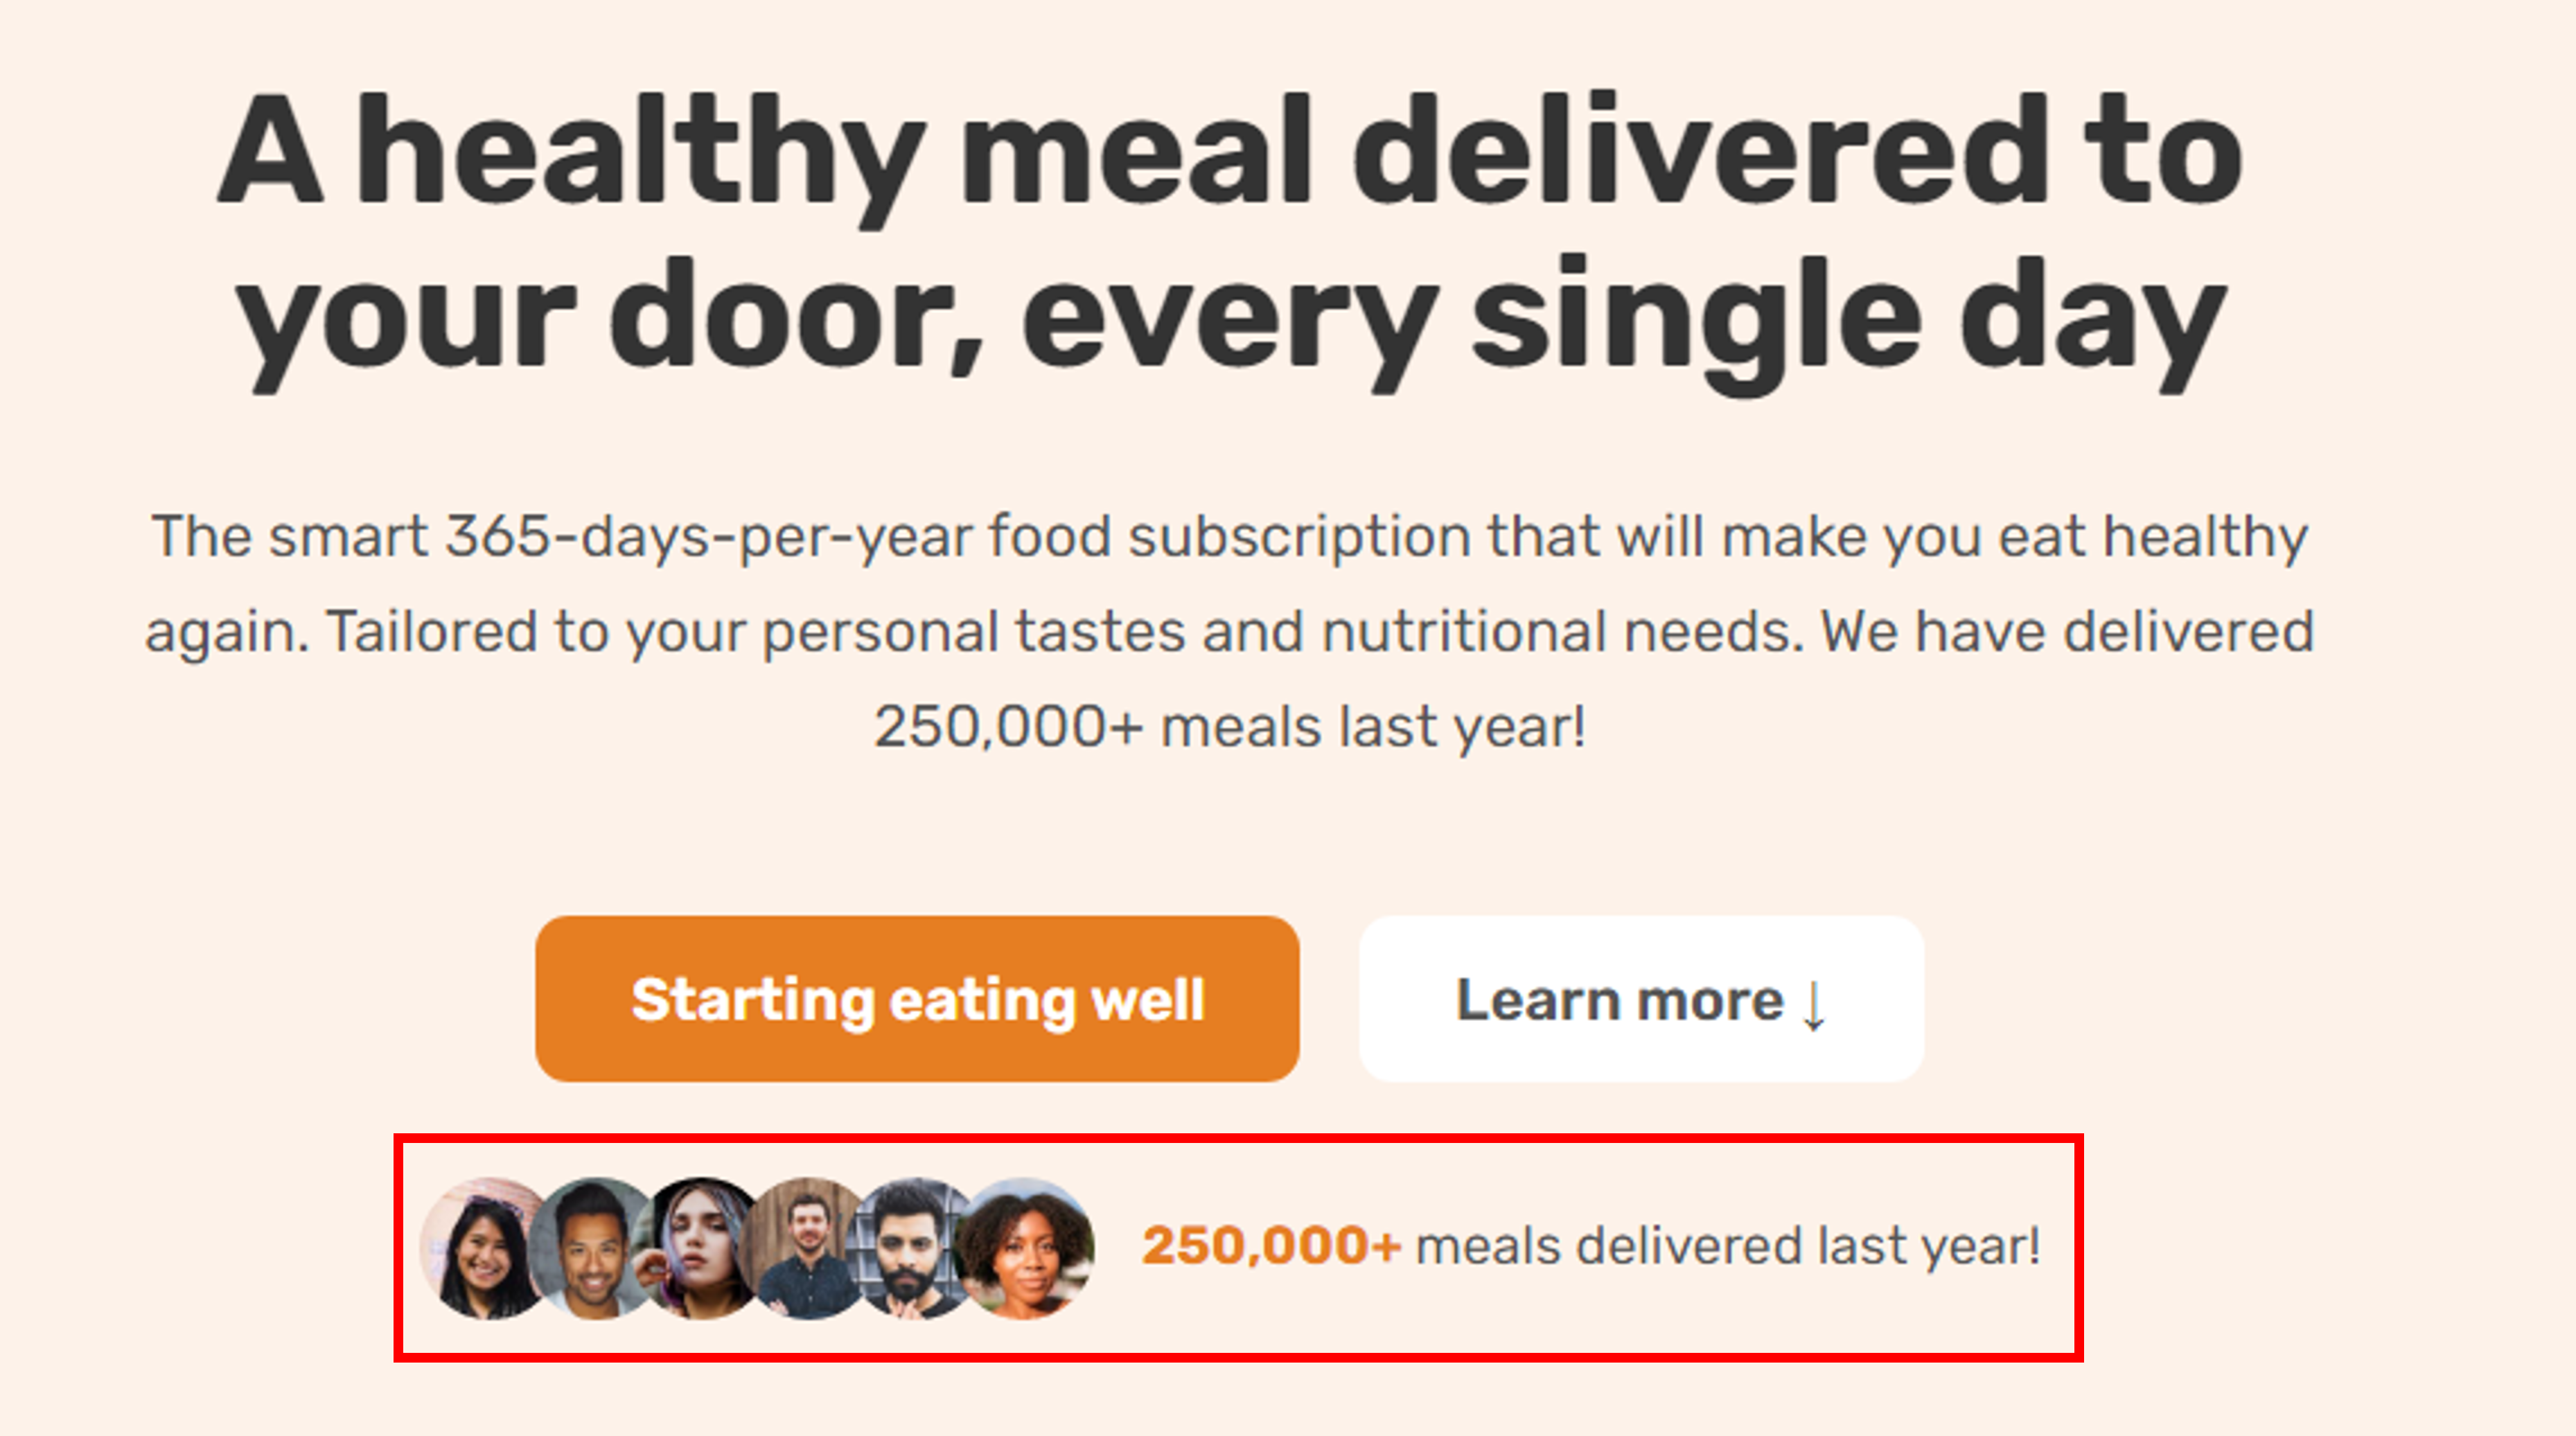 A healthy meal delivered to
your door, every single day
The smart 365-days-per-year food subscription that will make you eat healthy
again. Tailored to your personal tastes and nutritional needs. We have delivered
250,000+ meals last year!
Starting eating well
Learn more ↓
250,000+ meals delivered last year!